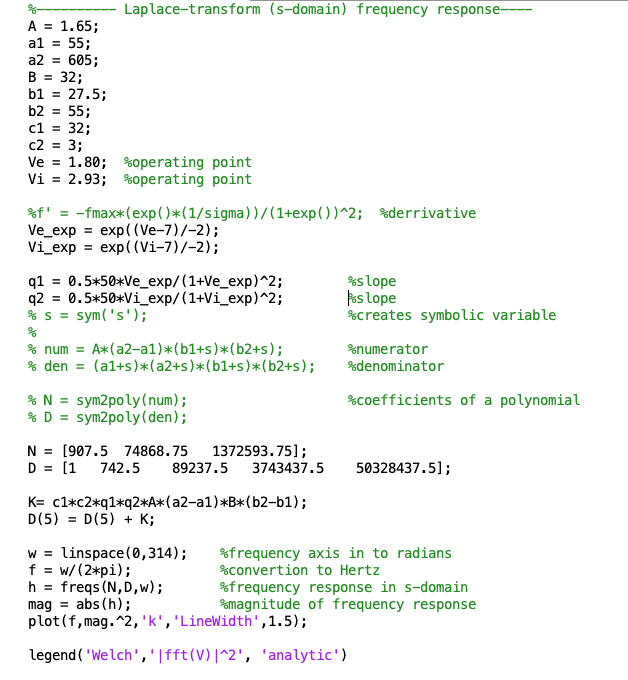 %---------- Laplace-transform (s-domain) frequency response----
A = 1.65;
a1 = 55;
a2 = 605;
B = 32;
b1 = 27.5;
b2 = 55;
c1 = 32;
c2 = 3;
Ve = 1.80;  %operating point
Vi = 2.93;  %operating point
%f' = -fmax*(exp()*(1/sigma))/(1+exp())^2;  %derrivative
Ve_exp = exp((Ve-7)/-2);
Vi_exp = exp((Vi-7)/-2);
q1 = 0.5*50*Ve_exp/(1+Ve_exp)^2;        %slope
q2 = 0.5*50*Vi_exp/(1+Vi_exp)^2;        %slope
% s = sym('s');                         %creates symbolic variable
%
% num = A*(a2-a1)*(b1+s)*(b2+s);        %numerator
% den = (a1+s)*(a2+s)*(b1+s)*(b2+s);    %denominator
% N = sym2poly(num);                    %coefficients of a polynomial
% D = sym2poly(den);
N = [907.5  74868.75   1372593.75];
D = [1   742.5    89237.5   3743437.5    50328437.5];
K= c1*c2*q1*q2*A*(a2-a1)*B*(b2-b1);
D(5) = D(5) + K;
w = linspace(0,314);    %frequency axis in to radians
f = w/(2*pi);           %convertion to Hertz
h = freqs(N,D,w);       %frequency response in s-domain
mag = abs(h);           %magnitude of frequency response
plot(f,mag.^2,'k','LineWidth',1.5);
legend('Welch','|fft(V)|^2', 'analytic')